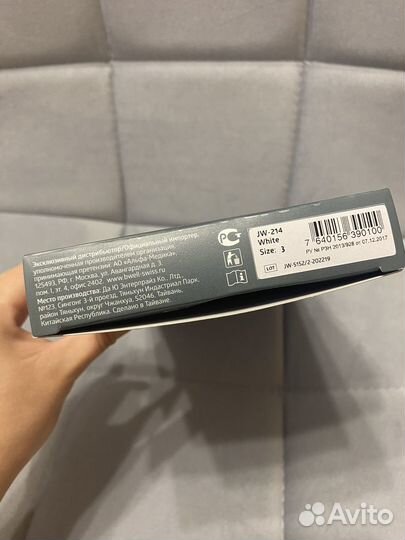 Эксклюзивный дистрибьютор/Официальный импортер,
уполномоченная производителем организация,
принимающая претензии: АО «Альфа-Медика»,
125493, РФ, г. Москва, ул. Авангардная д. 3,
пом. I, эт. 4, офис 2402. www.bwell-swiss.ru
Место производства: Да Ю Энтерпрайз Ко., Лтд.,
№123, Сингонг 3-й проезд, Тяньхун Индастриал Парк,
район Тяньхун, округ Чжанхуа, 52046, Тайвань,
Китайская Республика. Сделано в Тайване.
JW-214
White
Size: 3
7 640156 390100
РУ № РЗН 2013/928 от 07.12.2017
LOT
JW-5152/2-202219
Avito